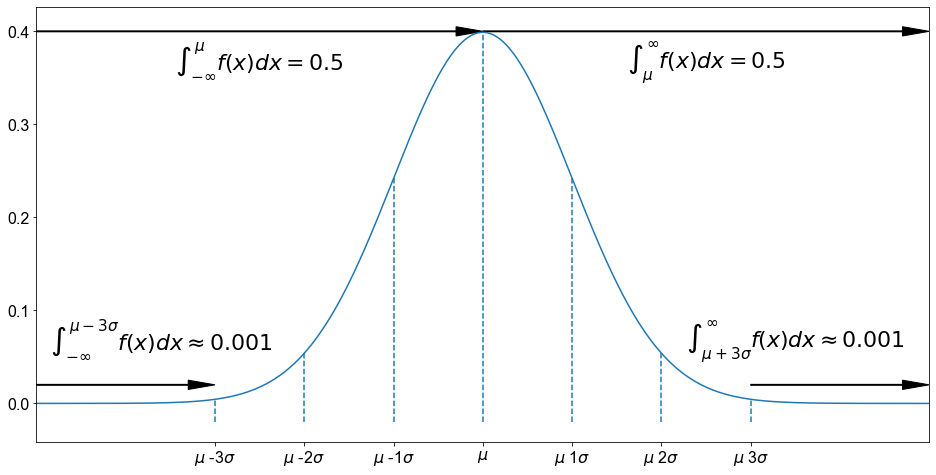 0.4
∫_{-∞}^{μ} f(x)dx = 0.5
∫_{μ}^{∞} f(x)dx = 0.5
0.3
0.2
0.1
∫_{-∞}^{μ-3σ} f(x)dx ≈ 0.001
∫_{μ+3σ}^{∞} f(x)dx ≈ 0.001
0.0
μ -3σ μ -2σ μ -1σ μ μ 1σ μ 2σ μ 3σ